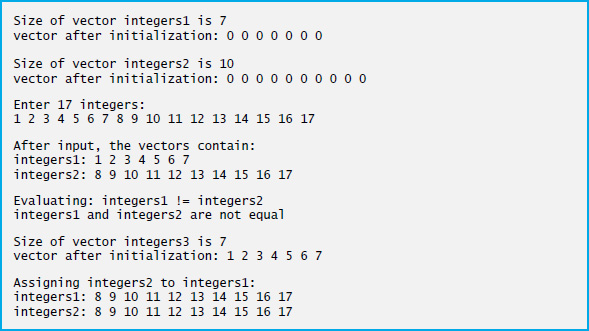 Size of vector integers1 is 7
vector after initialization: 0 0 0 0 0 0 0
Size of vector integers2 is 10
vector after initialization: 0 0 0 0 0 0 0 0 0 0
Enter 17 integers:
1 2 3 4 5 6 7 8 9 10 11 12 13 14 15 16 17
After input, the vectors contain:
integers1: 1 2 3 4 5 6 7
integers2: 8 9 10 11 12 13 14 15 16 17
Evaluating: integers1 != integers2
integers1 and integers2 are not equal
Size of vector integers3 is 7
vector after initialization: 1 2 3 4 5 6 7
Assigning integers2 to integers1:
integers1: 8 9 10 11 12 13 14 15 16 17
integers2: 8 9 10 11 12 13 14 15 16 17